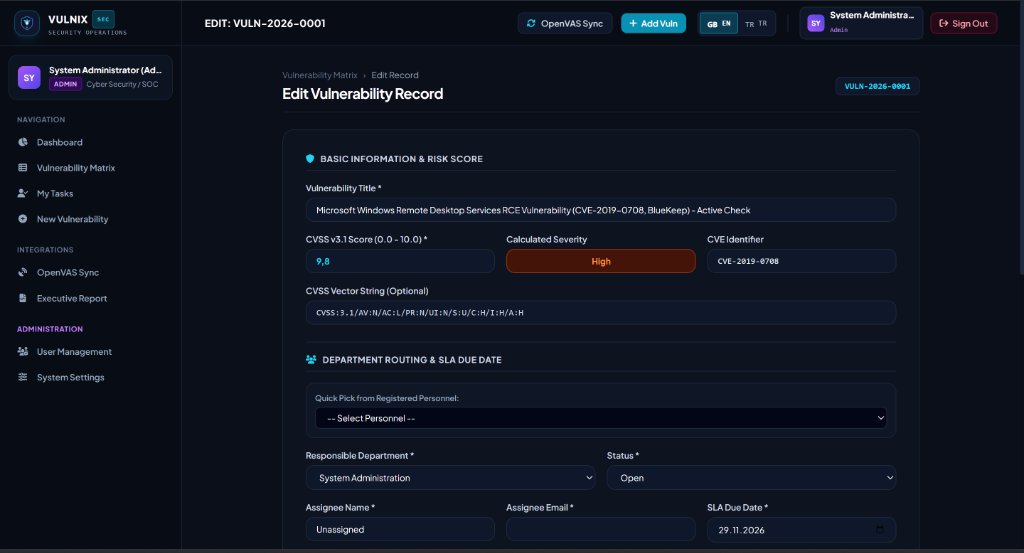 VULNIX SEC
SECURITY OPERATIONS
EDIT: VULN-2026-0001
OpenVAS Sync
+ Add Vuln
GB EN
TR TR
SY
System Administra...
Admin
Sign Out
SY
System Administrator (Ad...
ADMIN
Cyber Security / SOC
NAVIGATION
Dashboard
Vulnerability Matrix
My Tasks
New Vulnerability
INTEGRATIONS
OpenVAS Sync
Executive Report
ADMINISTRATION
User Management
System Settings
Vulnerability Matrix › Edit Record
Edit Vulnerability Record
VULN-2026-0001
BASIC INFORMATION & RISK SCORE
Vulnerability Title *
Microsoft Windows Remote Desktop Services RCE Vulnerability (CVE-2019-0708, BlueKeep) - Active Check
CVSS v3.1 Score (0.0 - 10.0) *
Calculated Severity
CVE Identifier
9,8
High
CVE-2019-0708
CVSS Vector String (Optional)
CVSS:3.1/AV:N/AC:L/PR:N/UI:N/S:U/C:H/I:H/A:H
DEPARTMENT ROUTING & SLA DUE DATE
Quick Pick from Registered Personnel:
-- Select Personnel --
Responsible Department *
Status *
System Administration
Open
Assignee Name *
Assignee Email *
SLA Due Date *
Unassigned
29.11.2026